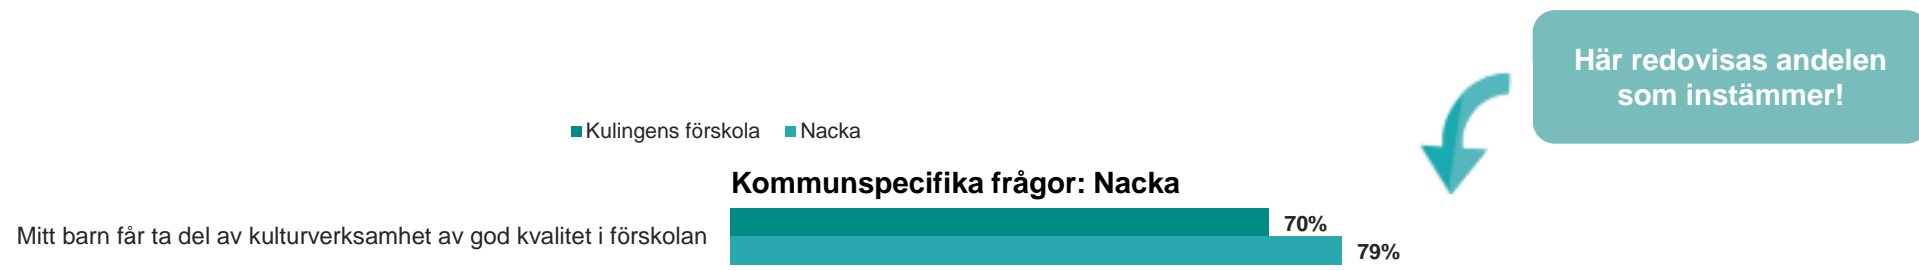 Här redovisas andelen
som instämmer!
Kulingens förskola Nacka
Kommunspecifika frågor: Nacka
Mitt barn får ta del av kulturverksamhet av god kvalitet i förskolan
70%
79%